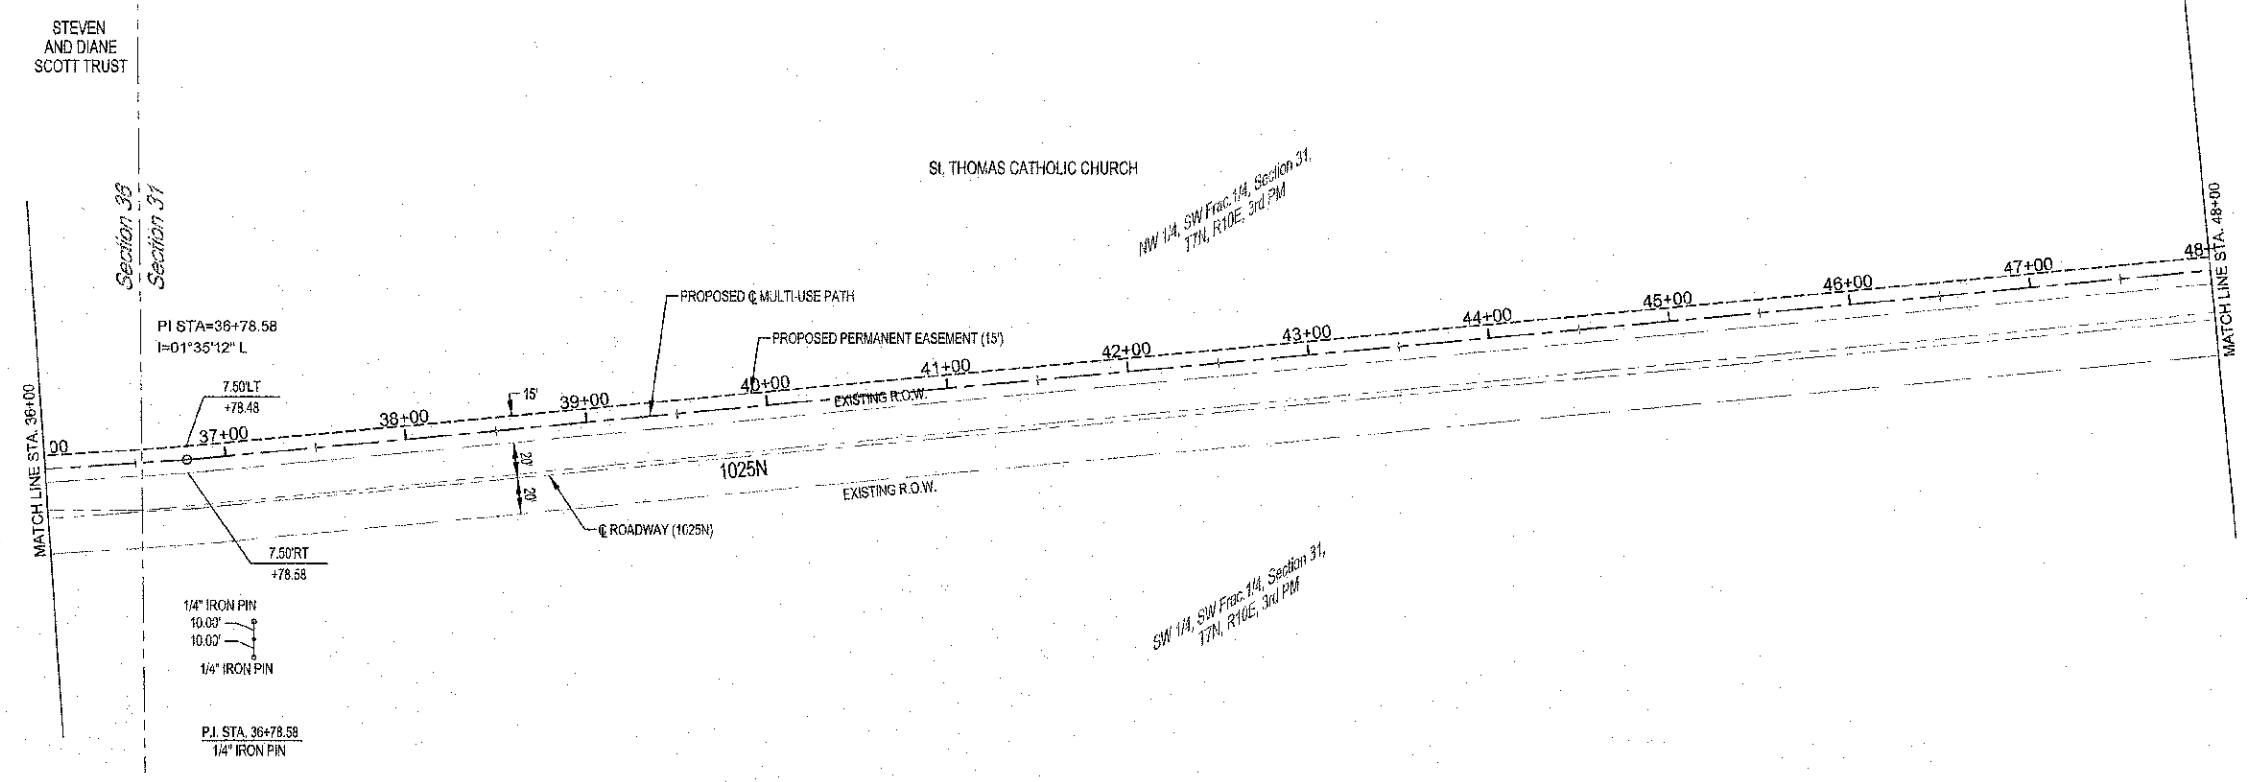 STEVEN
AND DIANE
SCOTT TRUST
Section 36
Section 31
St. THOMAS CATHOLIC CHURCH
NW 1/4, SW Frac. 1/4, Section 31,
T7N, R10E, 3rd PM
PI STA=36+78.58
I=01°35'12" L
7.50'LT
+78.48
MATCH LINE STA. 36+00
00
37+00
38+00
15'
39+00
40+00
41+00
42+00
43+00
44+00
45+00
46+00
47+00
48+
MATCH LINE STA. 48+00
PROPOSED ℄ MULTI-USE PATH
PROPOSED PERMANENT EASEMENT (15')
EXISTING R.O.W.
20'
20'
1025N
EXISTING R.O.W.
℄ ROADWAY (1025N)
7.50'RT
+78.58
1/4" IRON PIN
10.00'
10.00'
1/4" IRON PIN
P.I. STA. 36+78.58
1/4" IRON PIN
SW 1/4, SW Frac. 1/4, Section 31,
T7N, R10E, 3rd PM